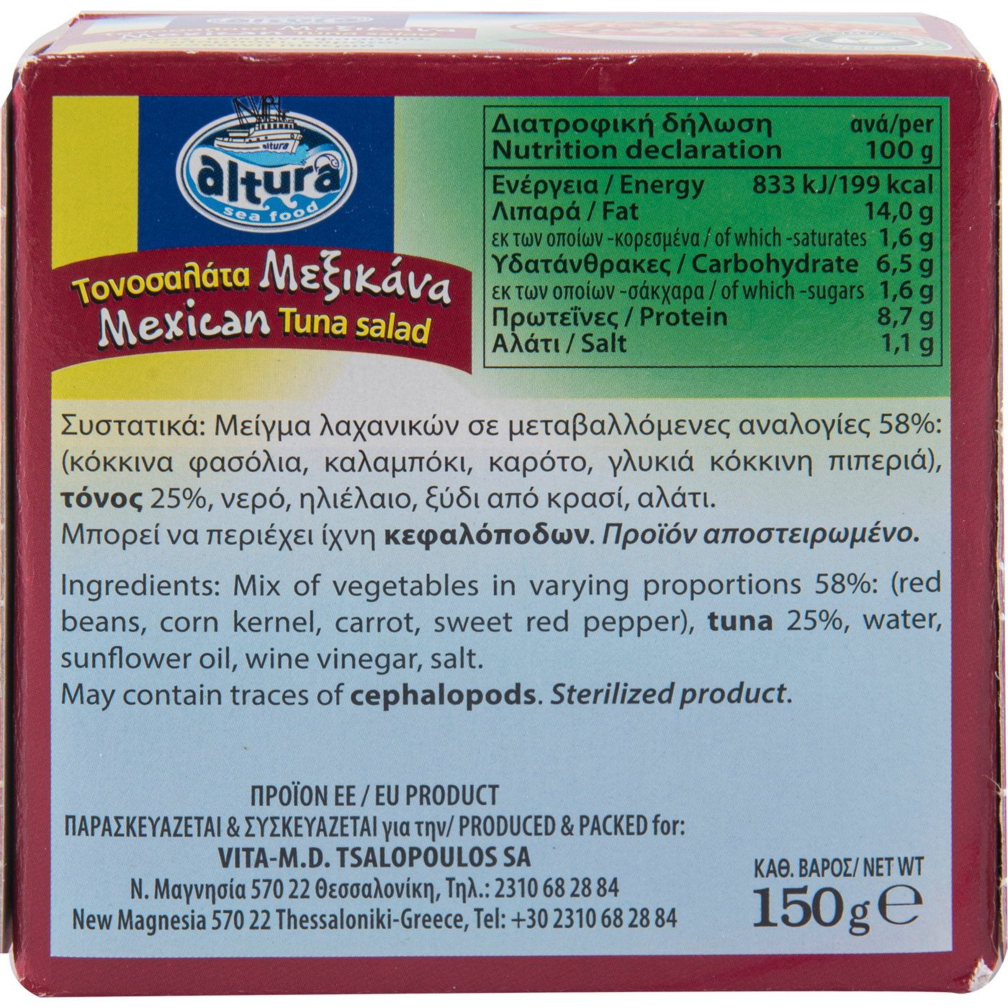 altura
altura
sea food
Τονοσαλάτα Μεξικάνα
Mexican Tuna salad
Διατροφική δήλωση ανά/per
Nutrition declaration 100 g
Ενέργεια / Energy 833 kJ/199 kcal
Λιπαρά / Fat 14,0 g
εκ των οποίων -κορεσμένα / of which -saturates 1,6 g
Υδατάνθρακες / Carbohydrate 6,5 g
εκ των οποίων -σάκχαρα / of which -sugars 1,6 g
Πρωτεΐνες / Protein 8,7 g
Αλάτι / Salt 1,1 g
Συστατικά: Μείγμα λαχανικών σε μεταβαλλόμενες αναλογίες 58%:
(κόκκινα φασόλια, καλαμπόκι, καρότο, γλυκιά κόκκινη πιπεριά),
τόνος 25%, νερό, ηλιέλαιο, ξύδι από κρασί, αλάτι.
Μπορεί να περιέχει ίχνη κεφαλόποδων. Προϊόν αποστειρωμένο.
Ingredients: Mix of vegetables in varying proportions 58%: (red
beans, corn kernel, carrot, sweet red pepper), tuna 25%, water,
sunflower oil, wine vinegar, salt.
May contain traces of cephalopods. Sterilized product.
ΠΡΟΪΟΝ ΕΕ / EU PRODUCT
ΠΑΡΑΣΚΕΥΑΖΕΤΑΙ & ΣΥΣΚΕΥΑΖΕΤΑΙ για την/ PRODUCED & PACKED for:
VITA-M.D. TSALOPOULOS SA
Ν. Μαγνησία 570 22 Θεσσαλονίκη, Τηλ.: 2310 68 28 84
New Magnesia 570 22 Thessaloniki-Greece, Tel: +30 2310 68 28 84
ΚΑΘ. ΒΑΡΟΣ/ NET WT
150g e